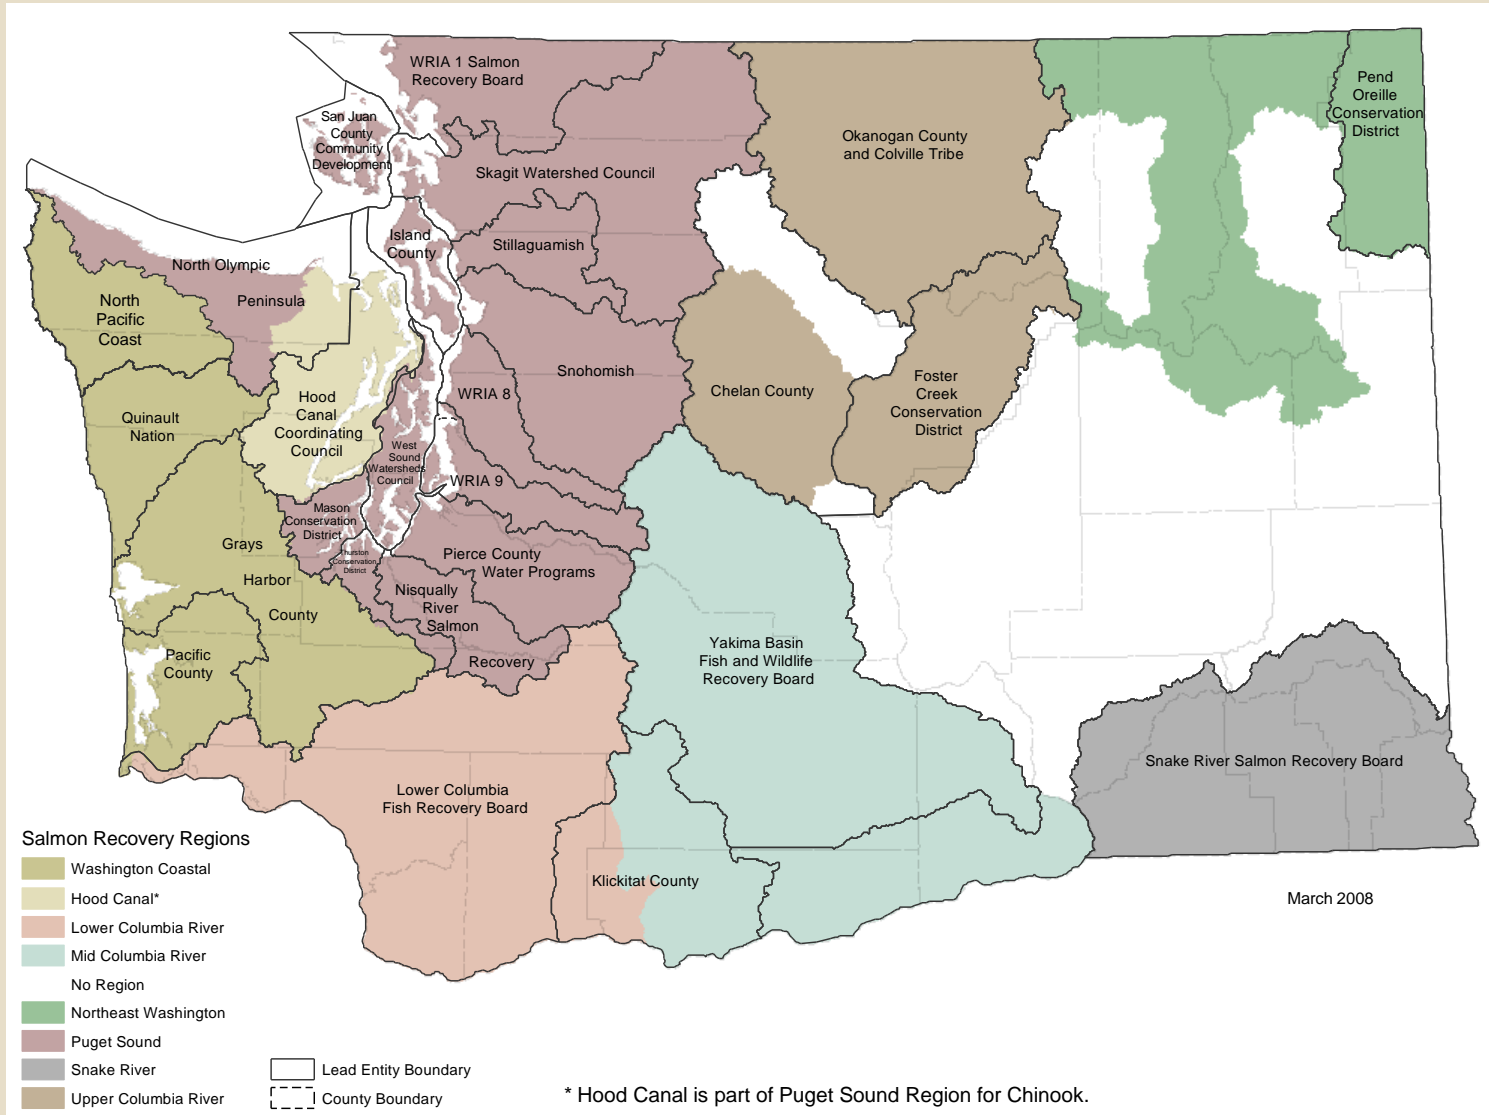 WRIA 1 Salmon
Recovery Board
San Juan
County
Community
Development
Skagit Watershed Council
Okanogan County
and Colville Tribe
Pend
Oreille
Conservation
District
Island
County
Stillaguamish
North Olympic
Peninsula
North
Pacific
Coast
Snohomish
WRIA 8
Chelan County
Foster
Creek
Conservation
District
Quinault
Nation
Hood
Canal
Coordinating
Council
West
Sound
Watersheds
Council
WRIA 9
Mason
Conservation
District
Thurston
Conservation
District
Grays
Harbor
County
Pierce County
Water Programs
Nisqually
River
Salmon
Recovery
Pacific
County
Yakima Basin
Fish and Wildlife
Recovery Board
Snake River Salmon Recovery Board
Lower Columbia
Fish Recovery Board
Klickitat County
March 2008
Salmon Recovery Regions
Washington Coastal
Hood Canal*
Lower Columbia River
Mid Columbia River
No Region
Northeast Washington
Puget Sound
Snake River
Upper Columbia River
Lead Entity Boundary
County Boundary
* Hood Canal is part of Puget Sound Region for Chinook.